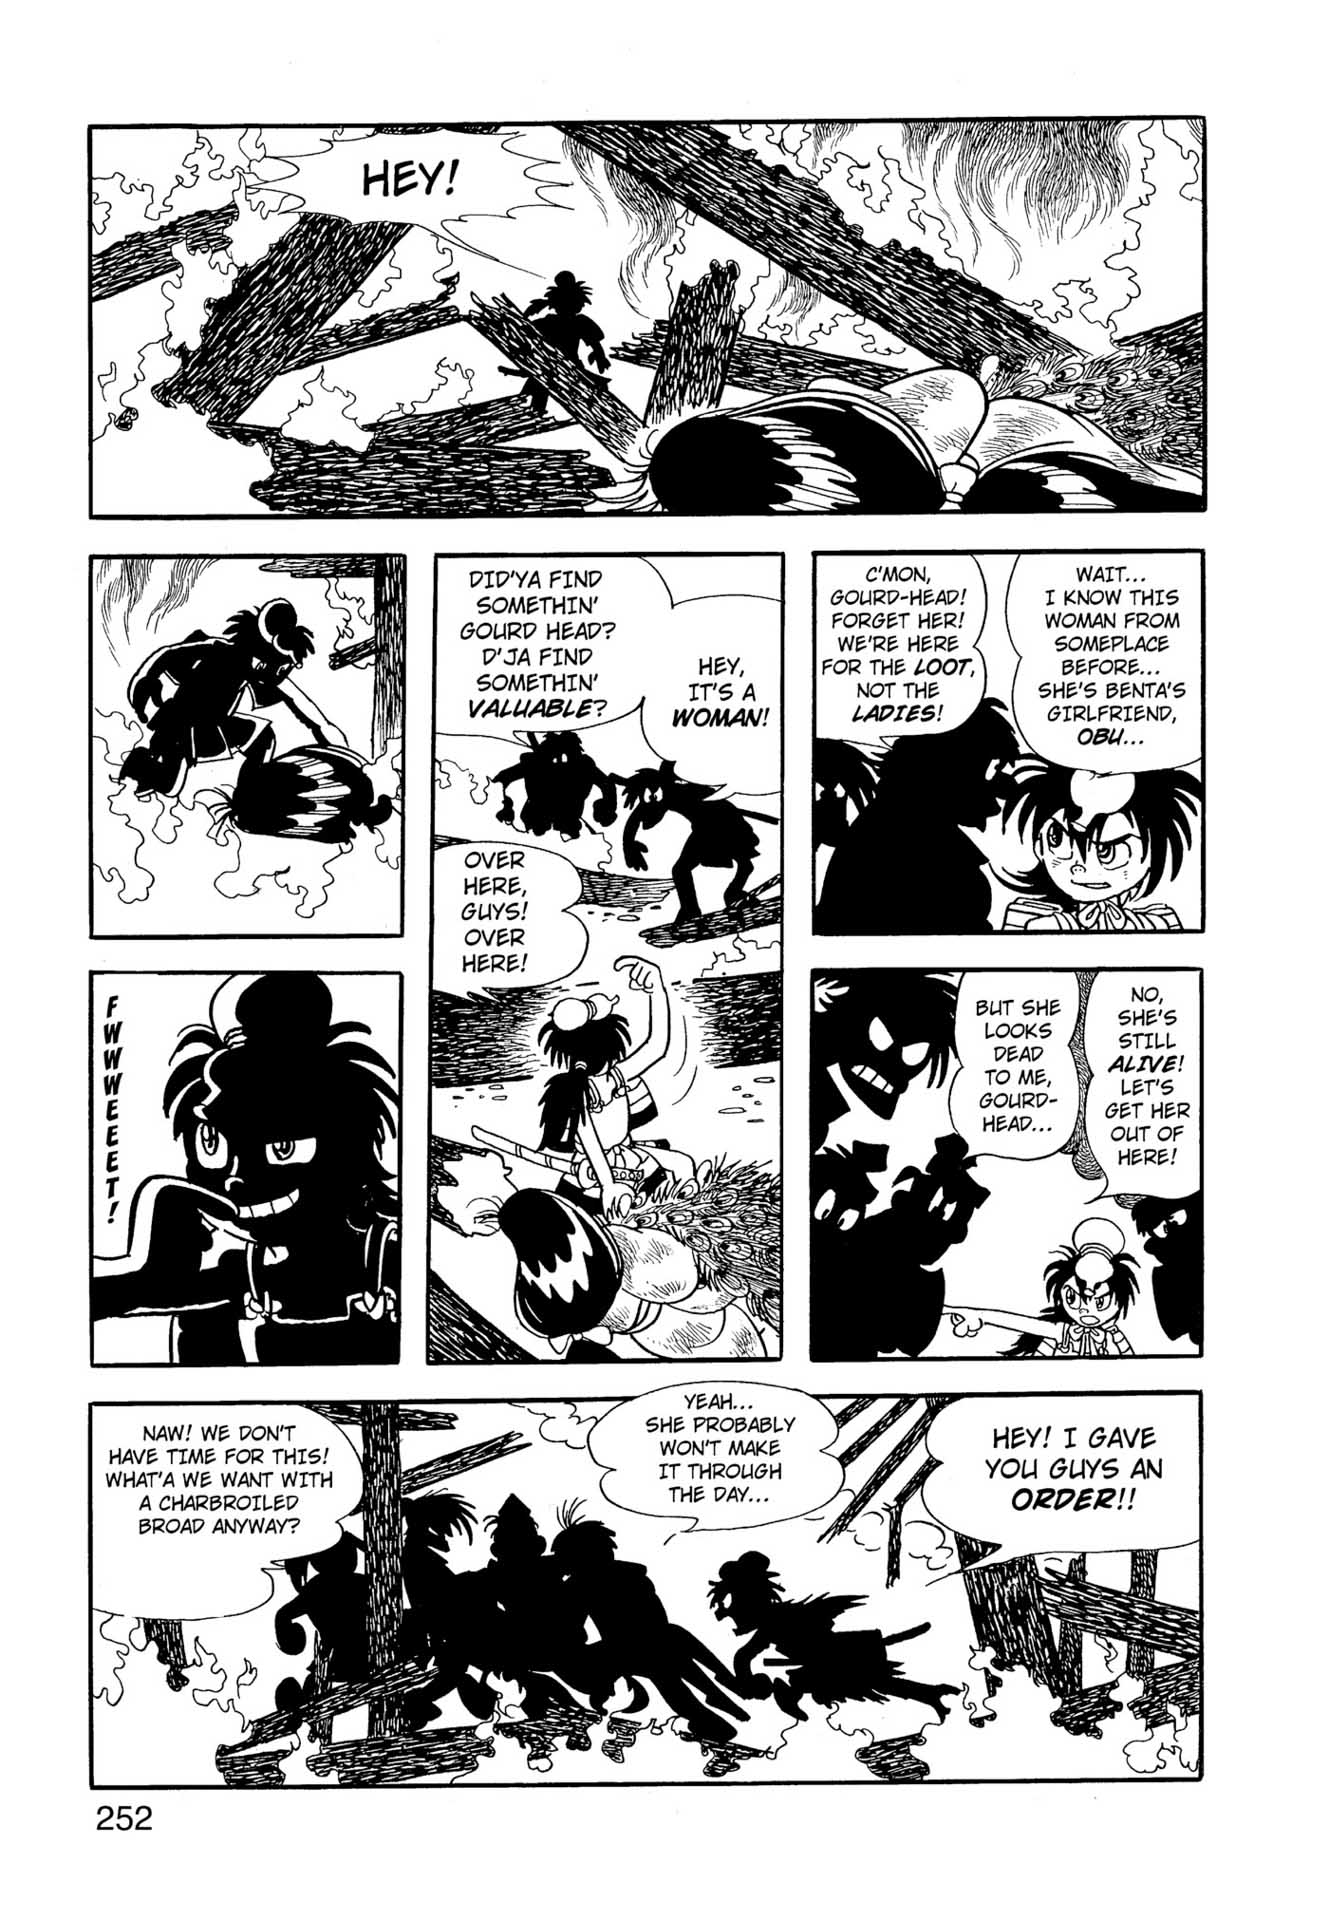 HEY!
FWWWEEET!
DID'YA FIND
SOMETHIN'
GOURD HEAD?
D'JA FIND
SOMETHIN'
VALUABLE?
HEY,
IT'S A
WOMAN!
OVER
HERE,
GUYS!
OVER
HERE!
C'MON,
GOURD-HEAD!
FORGET HER!
WE'RE HERE
FOR THE LOOT,
NOT THE
LADIES!
WAIT...
I KNOW THIS
WOMAN FROM
SOMEPLACE
BEFORE...
SHE'S BENTA'S
GIRLFRIEND,
OBU...
BUT SHE
LOOKS
DEAD
TO ME,
GOURD-
HEAD...
NO,
SHE'S
STILL
ALIVE!
LET'S
GET HER
OUT OF
HERE!
NAW! WE DON'T
HAVE TIME FOR THIS!
WHAT'A WE WANT WITH
A CHARBROILED
BROAD ANYWAY?
YEAH...
SHE PROBABLY
WON'T MAKE
IT THROUGH
THE DAY...
HEY! I GAVE
YOU GUYS AN
ORDER!!
252